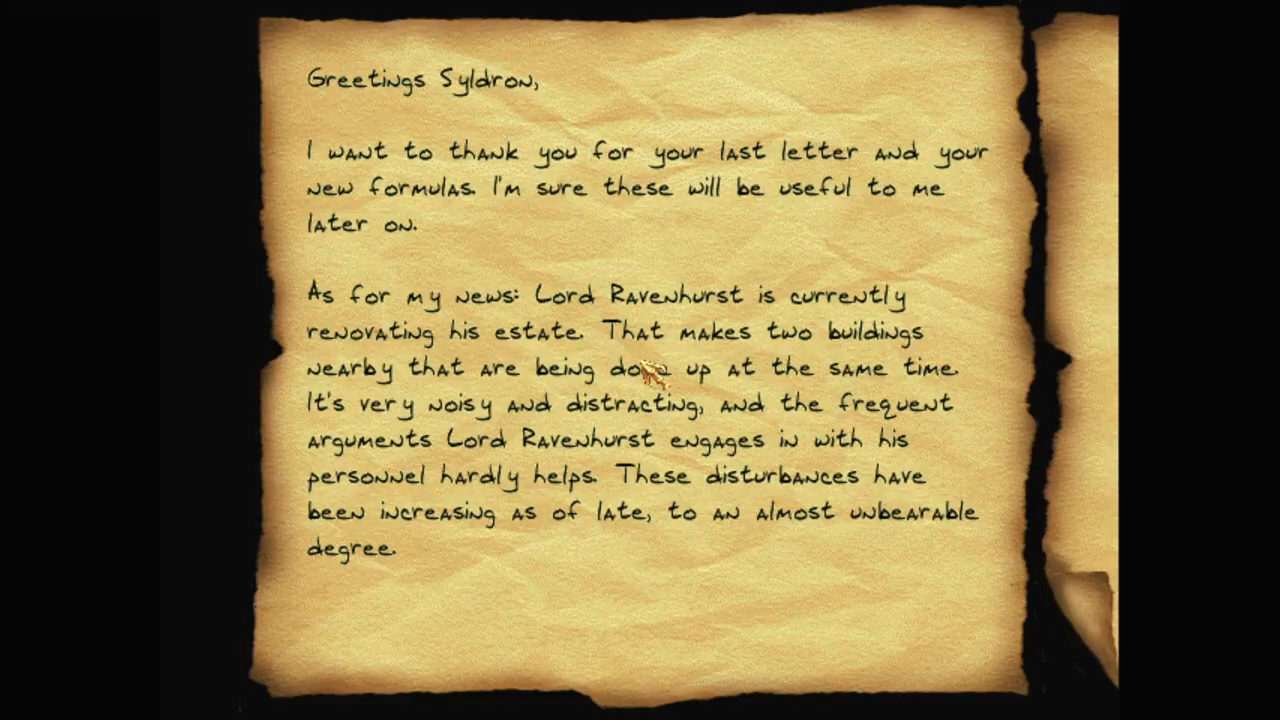 Greetings Syldron,
I want to thank you for your last letter and your
new formulas. I'm sure these will be useful to me
later on.
As for my news: Lord Ravenhurst is currently
renovating his estate. That makes two buildings
nearby that are being done up at the same time.
It's very noisy and distracting, and the frequent
arguments Lord Ravenhurst engages in with his
personnel hardly helps. These disturbances have
been increasing as of late, to an almost unbearable
degree.